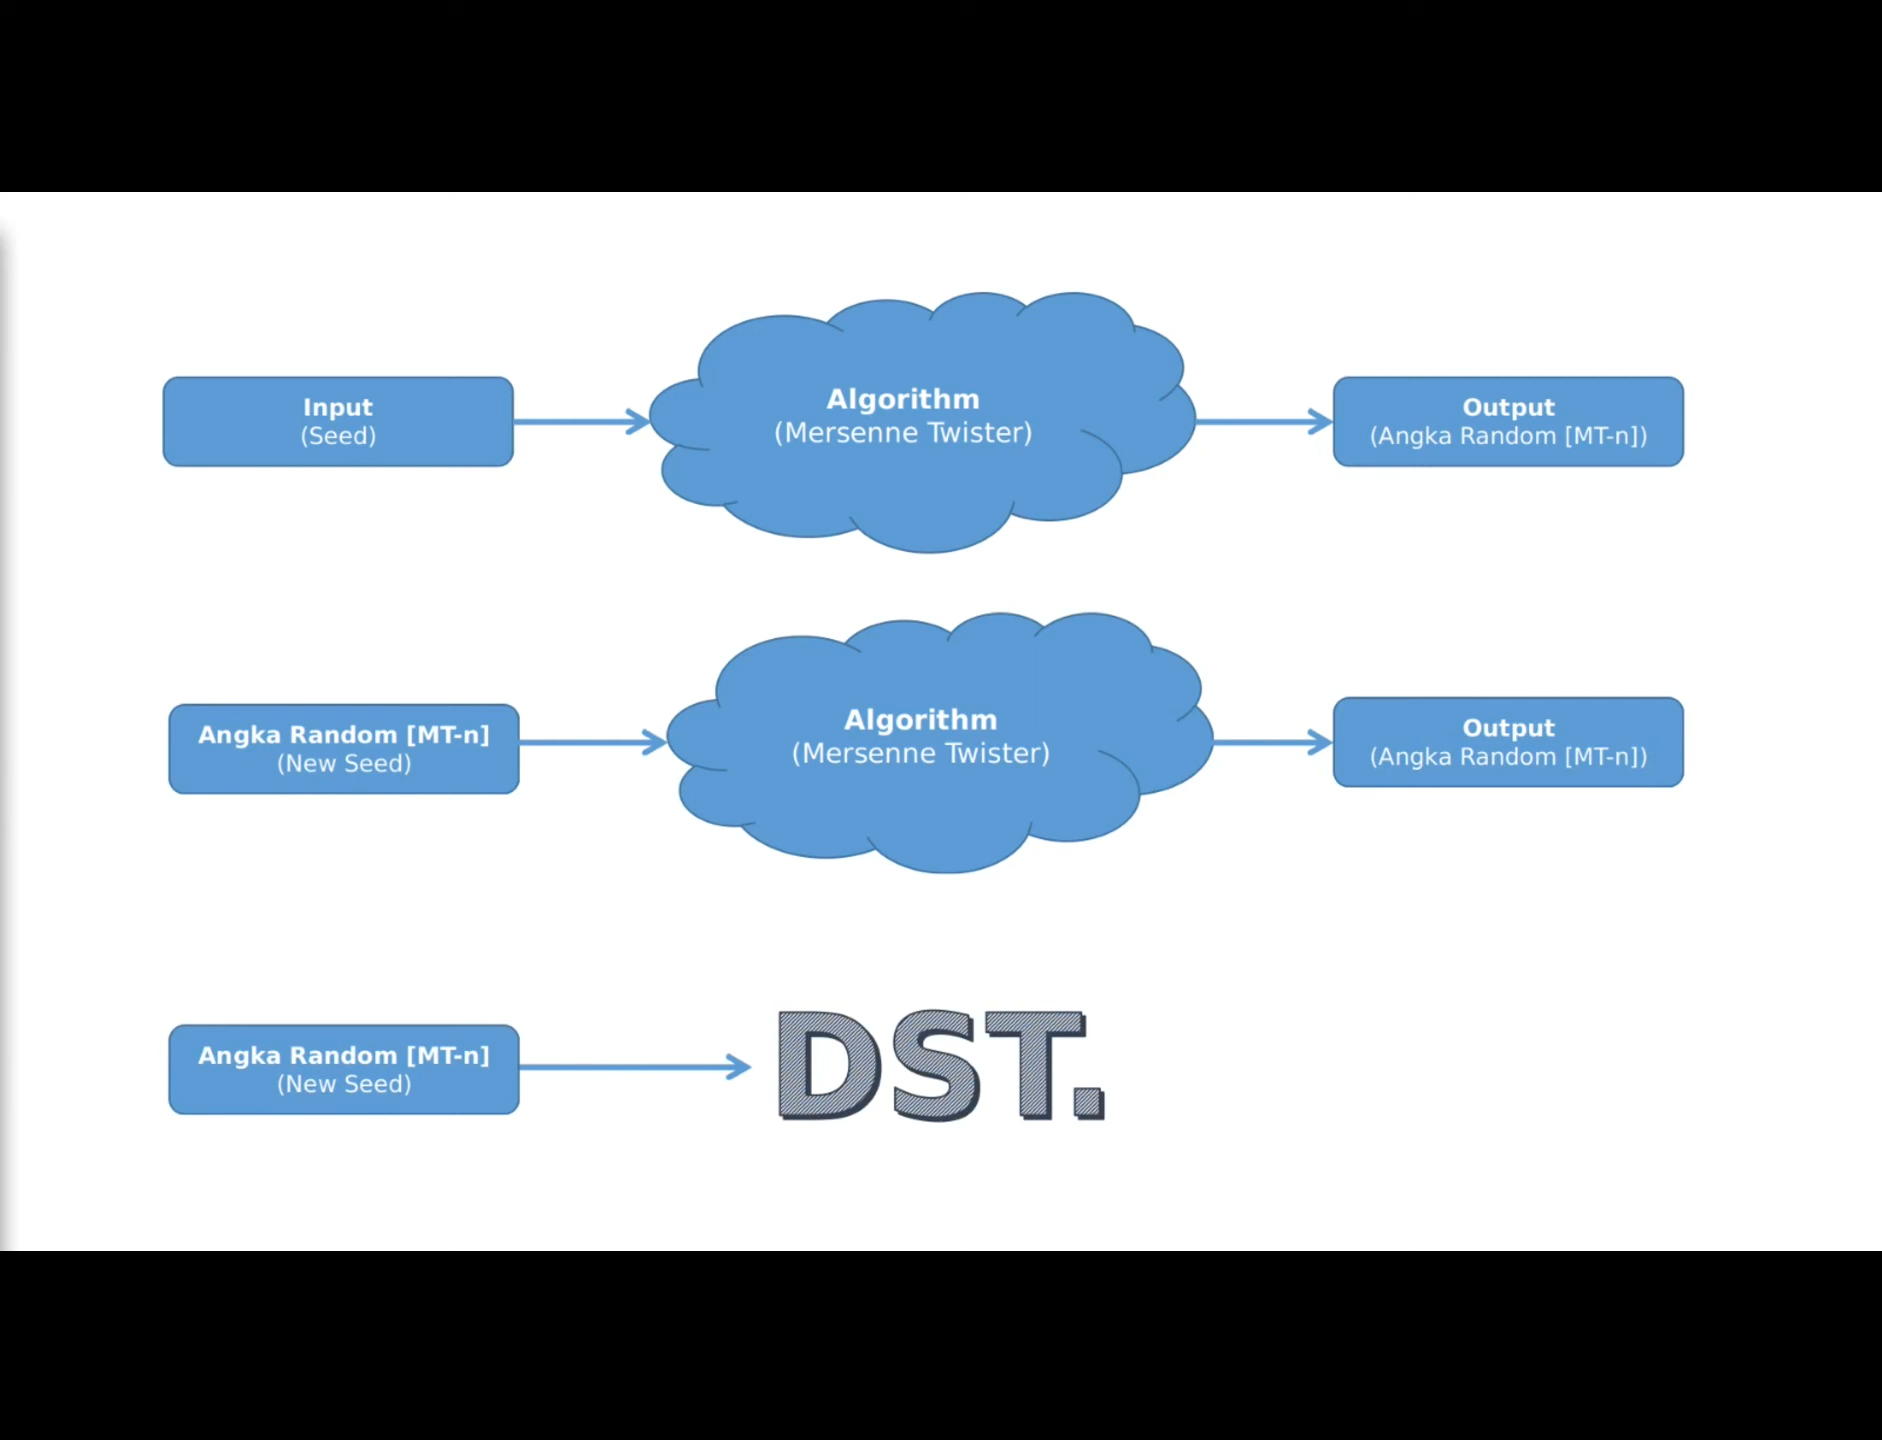 Input
(Seed)
Algorithm
(Mersenne Twister)
Output
(Angka Random [MT-n])
Angka Random [MT-n]
(New Seed)
Algorithm
(Mersenne Twister)
Output
(Angka Random [MT-n])
Angka Random [MT-n]
(New Seed)
DST.